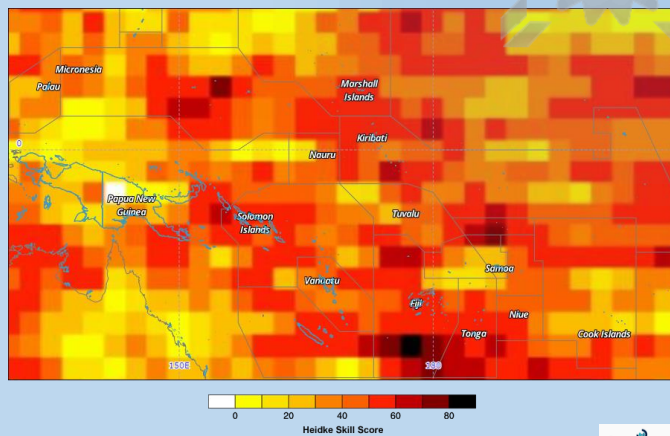 Micronesia
Palau
Marshall
Islands
Kiribati
0
Nauru
Papua New
Guinea
Solomon
Islands
Tuvalu
Samoa
Vanuatu
Fiji
Niue
Tonga
Cook Islands
150E
180
0 20 40 60 80
Heidke Skill Score